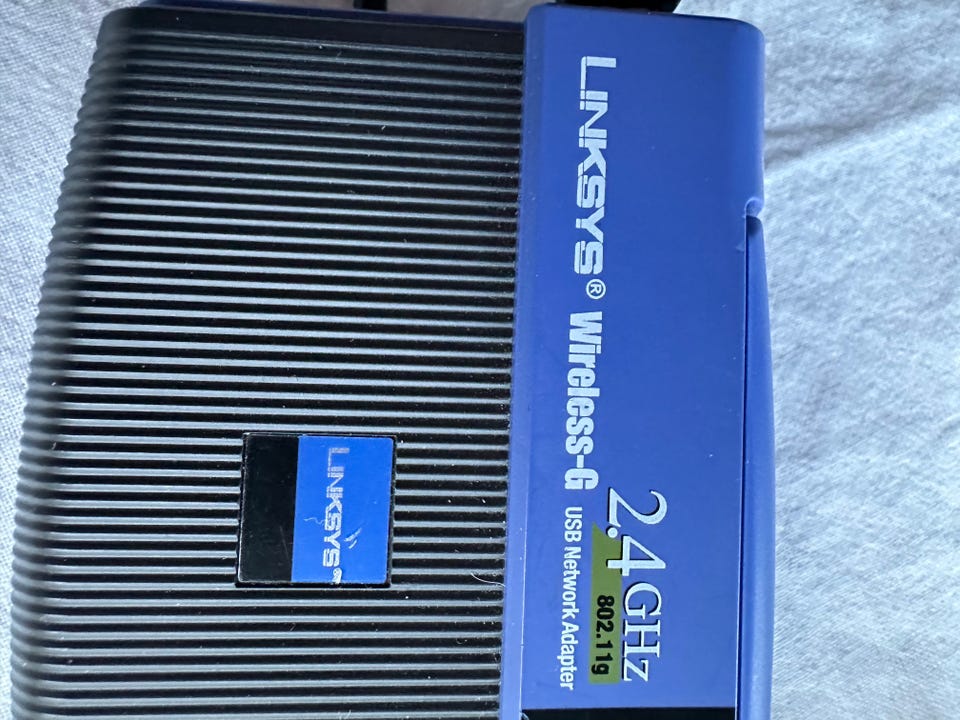 LINKSYS® Wireless-G USB Network Adapter
2.4GHz
802.11g
LINKSYS®